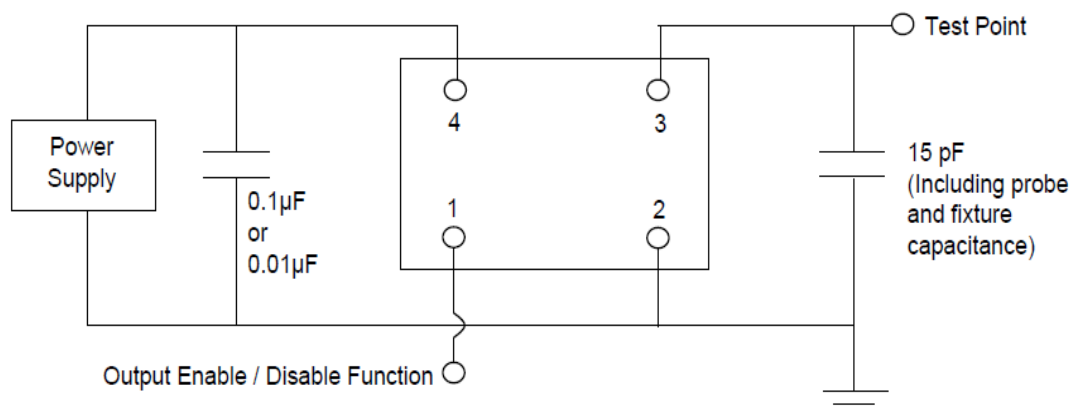 Test Point
4
3
Power
Supply
0.1µF
or
0.01µF
1
2
15 pF
(Including probe
and fixture
capacitance)
Output Enable / Disable Function